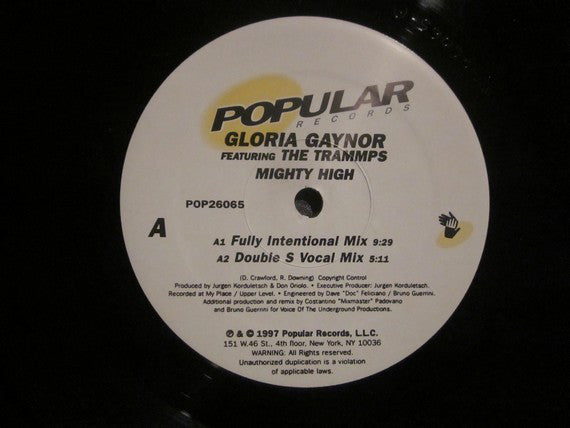 POPULAR
RECORDS
GLORIA GAYNOR
FEATURING THE TRAMMPS
MIGHTY HIGH
POP26065
A
A1 Fully Intentional Mix 9:29
A2 Double S Vocal Mix 5:11
(D. Crawford, R. Downing) Copyright Control
Produced by Jurgen Korduletsch & Don Oriolo. • Executive Producer: Jurgen Korduletsch.
Recorded at My Place / Upper Level. • Engineered by Dave "Doc" Feliciano / Bruno Guerrini.
Additional production and remix by Costantino "Mixmaster" Padovano
and Bruno Guerrini for Voice Of The Underground Productions.
℗ & © 1997 Popular Records, L.L.C.
151 W.46 St., 4th floor, New York, NY 10036
WARNING: All Rights reserved.
Unauthorized duplication is a violation
of applicable laws.